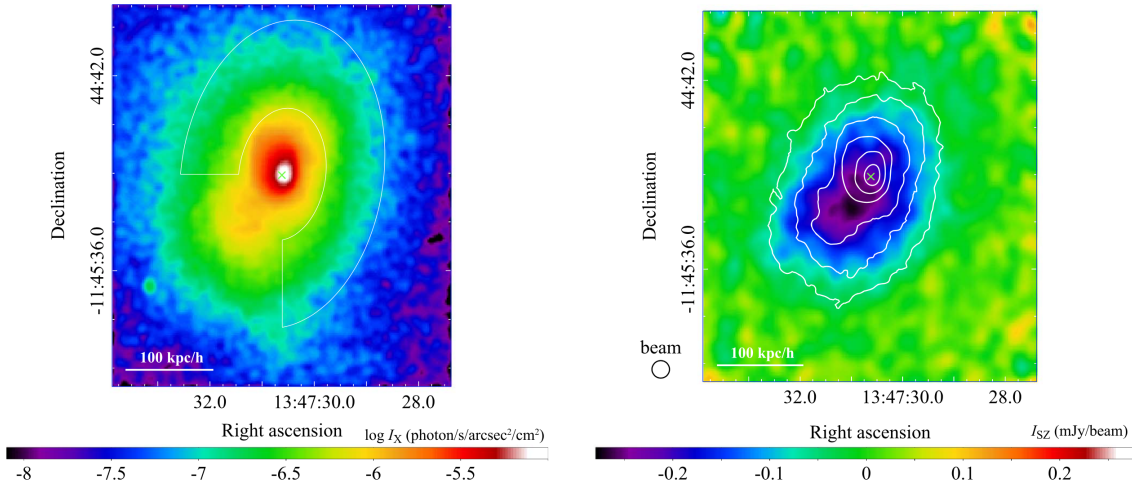 Declination
44:42.0
-11:45:36.0
100 kpc/h
32.0
13:47:30.0
28.0
Right ascension
log I_X (photon/s/arcsec²/cm²)
-8
-7.5
-7
-6.5
-6
-5.5
Declination
44:42.0
-11:45:36.0
beam
100 kpc/h
32.0
13:47:30.0
28.0
Right ascension
I_SZ (mJy/beam)
-0.2
-0.1
0
0.1
0.2